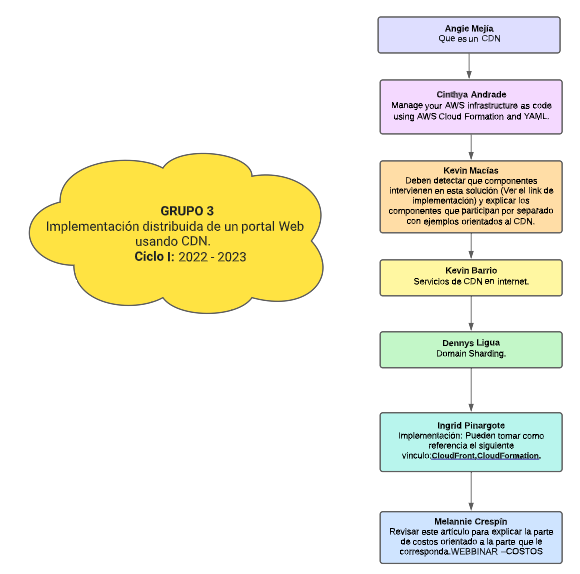 GRUPO 3
Implementación distribuida de un portal Web
usando CDN.
Ciclo I: 2022 - 2023
Angie Mejía
Que es un CDN
Cinthya Andrade
Manage your AWS infrastructure as code
using AWS Cloud Formation and YAML.
Kevin Macías
Deben detectar que componentes
intervienen en esta solución (Ver el link de
implementación) y explicar los
componentes que participan por separado
con ejemplos orientados al CDN.
Kevin Barrio
Servicios de CDN en internet.
Dennys Ligua
Domain Sharding.
Ingrid Pinargote
Implementación: Pueden tomar como
referencia el siguiente
vinculo:CloudFront.CloudFormation.
Melannie Crespín
Revisar este artículo para explicar la parte
de costos orientado a la parte que le
corresponda.WEBBINAR –COSTOS